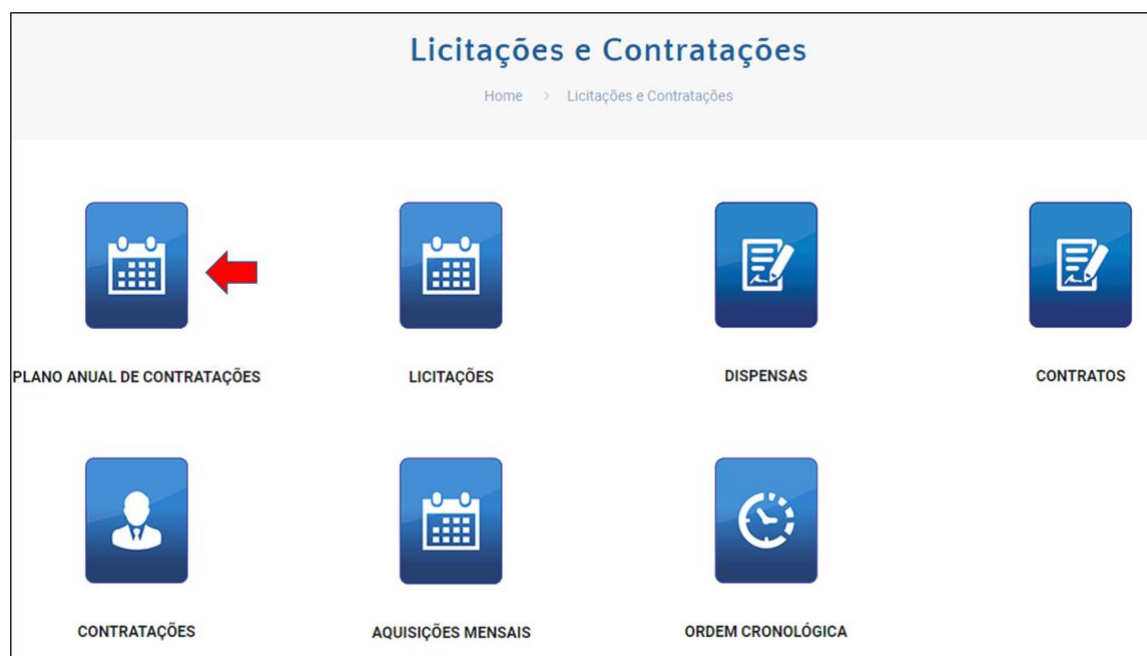 Licitações e Contratações
Home > Licitações e Contratações
PLANO ANUAL DE CONTRATAÇÕES
LICITAÇÕES
DISPENSAS
CONTRATOS
CONTRATAÇÕES
AQUISIÇÕES MENSAIS
ORDEM CRONOLÓGICA